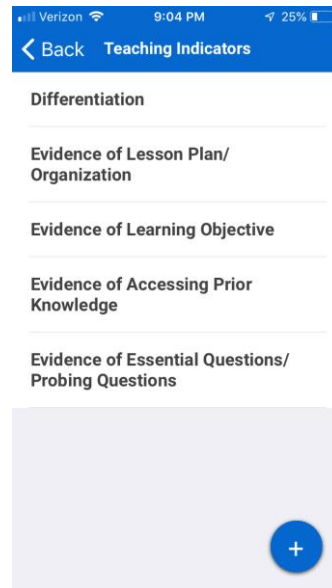 Verizon 9:04 PM 25%
Back Teaching Indicators
Differentiation
Evidence of Lesson Plan/
Organization
Evidence of Learning Objective
Evidence of Accessing Prior
Knowledge
Evidence of Essential Questions/
Probing Questions
+